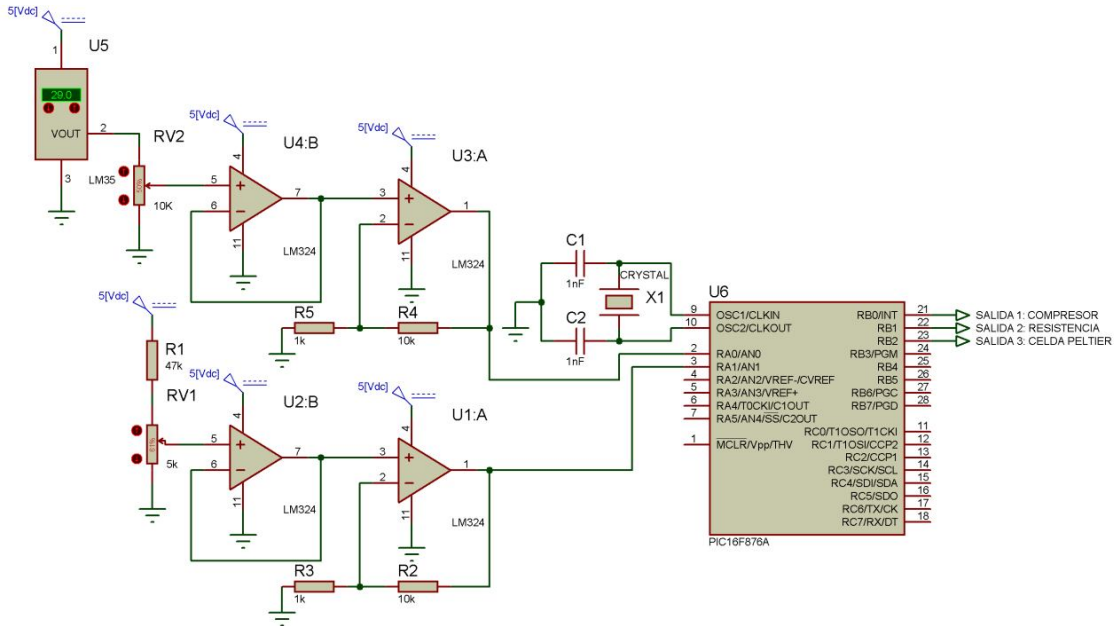 5[Vdc]
1
U5
29.0
VOUT
2
3
LM35
RV2
50%
10K
5[Vdc]
U4:B
4
5
6
7
11
LM324
5[Vdc]
U3:A
4
3
2
1
11
LM324
R5
1k
R4
10k
5[Vdc]
R1
47k
RV1
81%
5k
5[Vdc]
U2:B
4
5
6
7
11
LM324
5[Vdc]
U1:A
4
3
2
1
11
LM324
R3
1k
R2
10k
C1
1nF
C2
1nF
CRYSTAL
X1
U6
9 OSC1/CLKIN
10 OSC2/CLKOUT
2 RA0/AN0
3 RA1/AN1
4 RA2/AN2/VREF-/CVREF
5 RA3/AN3/VREF+
6 RA4/T0CKI/C1OUT
7 RA5/AN4/SS/C2OUT
1 MCLR/Vpp/THV
RB0/INT 21
RB1 22
RB2 23
RB3/PGM 24
RB4 25
RB5 26
RB6/PGC 27
RB7/PGD 28
RC0/T1OSO/T1CKI 11
RC1/T1OSI/CCP2 12
RC2/CCP1 13
RC3/SCK/SCL 14
RC4/SDI/SDA 15
RC5/SDO 16
RC6/TX/CK 17
RC7/RX/DT 18
PIC16F876A
SALIDA 1: COMPRESOR
SALIDA 2: RESISTENCIA
SALIDA 3: CELDA PELTIER